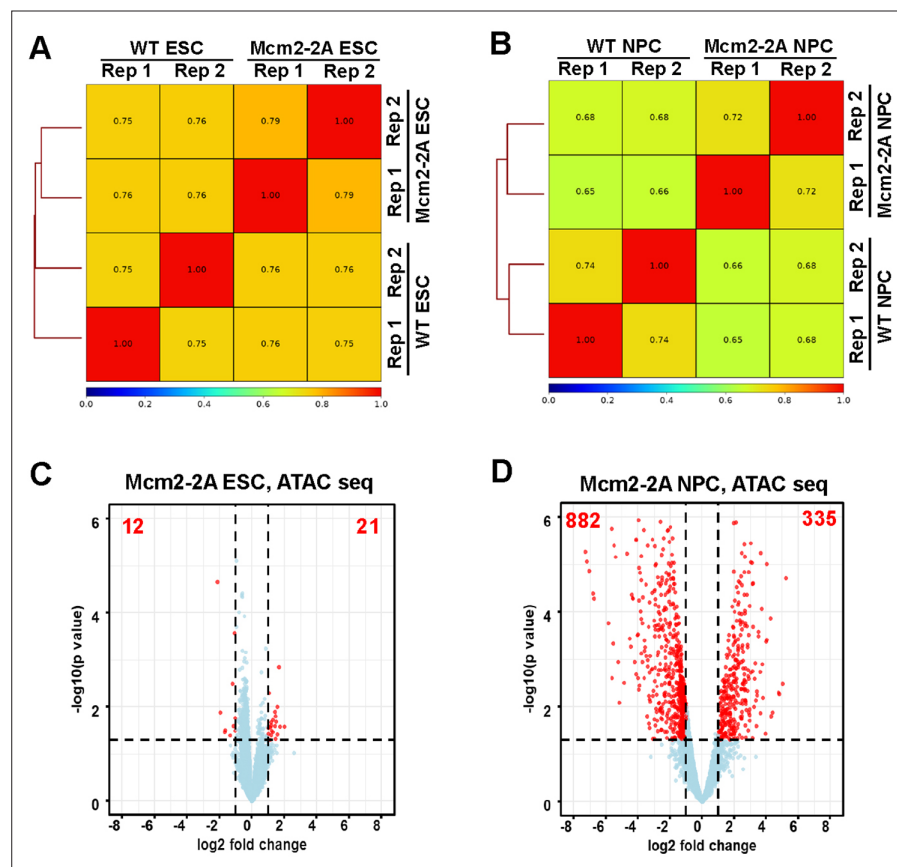 A
WT ESC Mcm2-2A ESC
Rep 1 Rep 2 Rep 1 Rep 2
0.75 0.76 0.79 1.00
0.76 0.76 1.00 0.79
0.75 1.00 0.76 0.76
1.00 0.75 0.76 0.75
Rep 2
Rep 1
Mcm2-2A ESC
Rep 2
Rep 1
WT ESC
0.0 0.2 0.4 0.6 0.8 1.0
B
WT NPC Mcm2-2A NPC
Rep 1 Rep 2 Rep 1 Rep 2
0.68 0.68 0.72 1.00
0.65 0.66 1.00 0.72
0.74 1.00 0.66 0.68
1.00 0.74 0.65 0.68
Rep 2
Rep 1
Mcm2-2A NPC
Rep 2
Rep 1
WT NPC
0.0 0.2 0.4 0.6 0.8 1.0
C
Mcm2-2A ESC, ATAC seq
12 21
6
4
2
0
-log10(p value)
-8 -6 -4 -2 0 2 4 6 8
log2 fold change
D
Mcm2-2A NPC, ATAC seq
882 335
6
4
2
0
-log10(p value)
-8 -6 -4 -2 0 2 4 6 8
log2 fold change